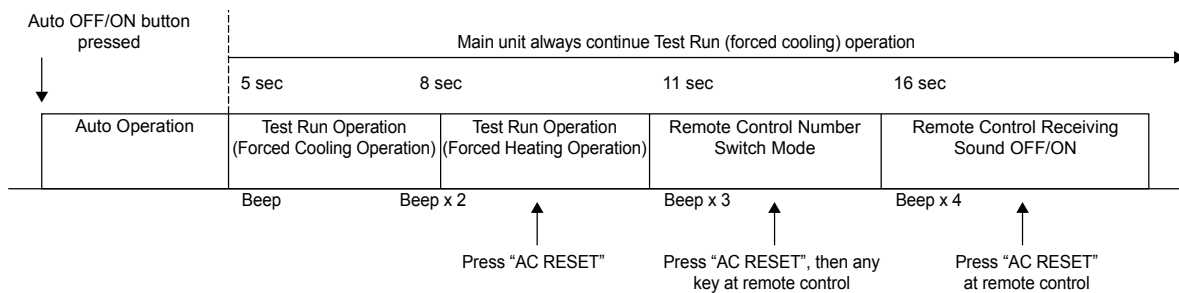 Auto OFF/ON button
pressed
Main unit always continue Test Run (forced cooling) operation
5 sec
8 sec
11 sec
16 sec
Auto Operation
Test Run Operation
(Forced Cooling Operation)
Test Run Operation
(Forced Heating Operation)
Remote Control Number
Switch Mode
Remote Control Receiving
Sound OFF/ON
Beep
Beep x 2
Beep x 3
Beep x 4
Press “AC RESET”
Press “AC RESET”, then any
key at remote control
Press “AC RESET”
at remote control